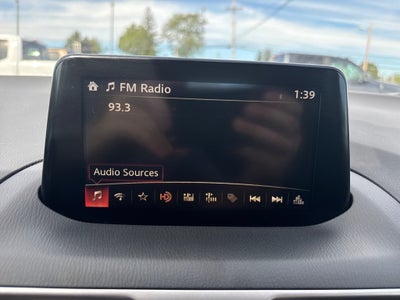 FM Radio 1:39
93.3
Audio Sources